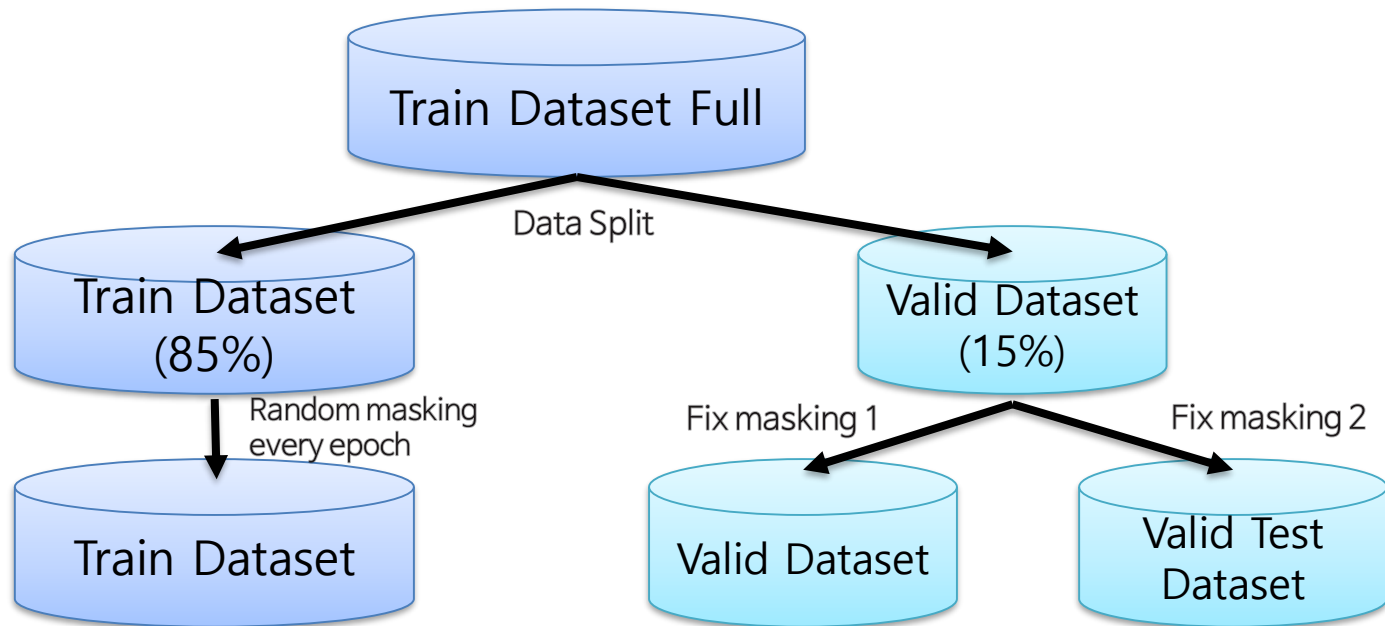 Train Dataset Full
Data Split
Train Dataset
(85%)
Valid Dataset
(15%)
Random masking
every epoch
Fix masking 1
Fix masking 2
Train Dataset
Valid Dataset
Valid Test
Dataset